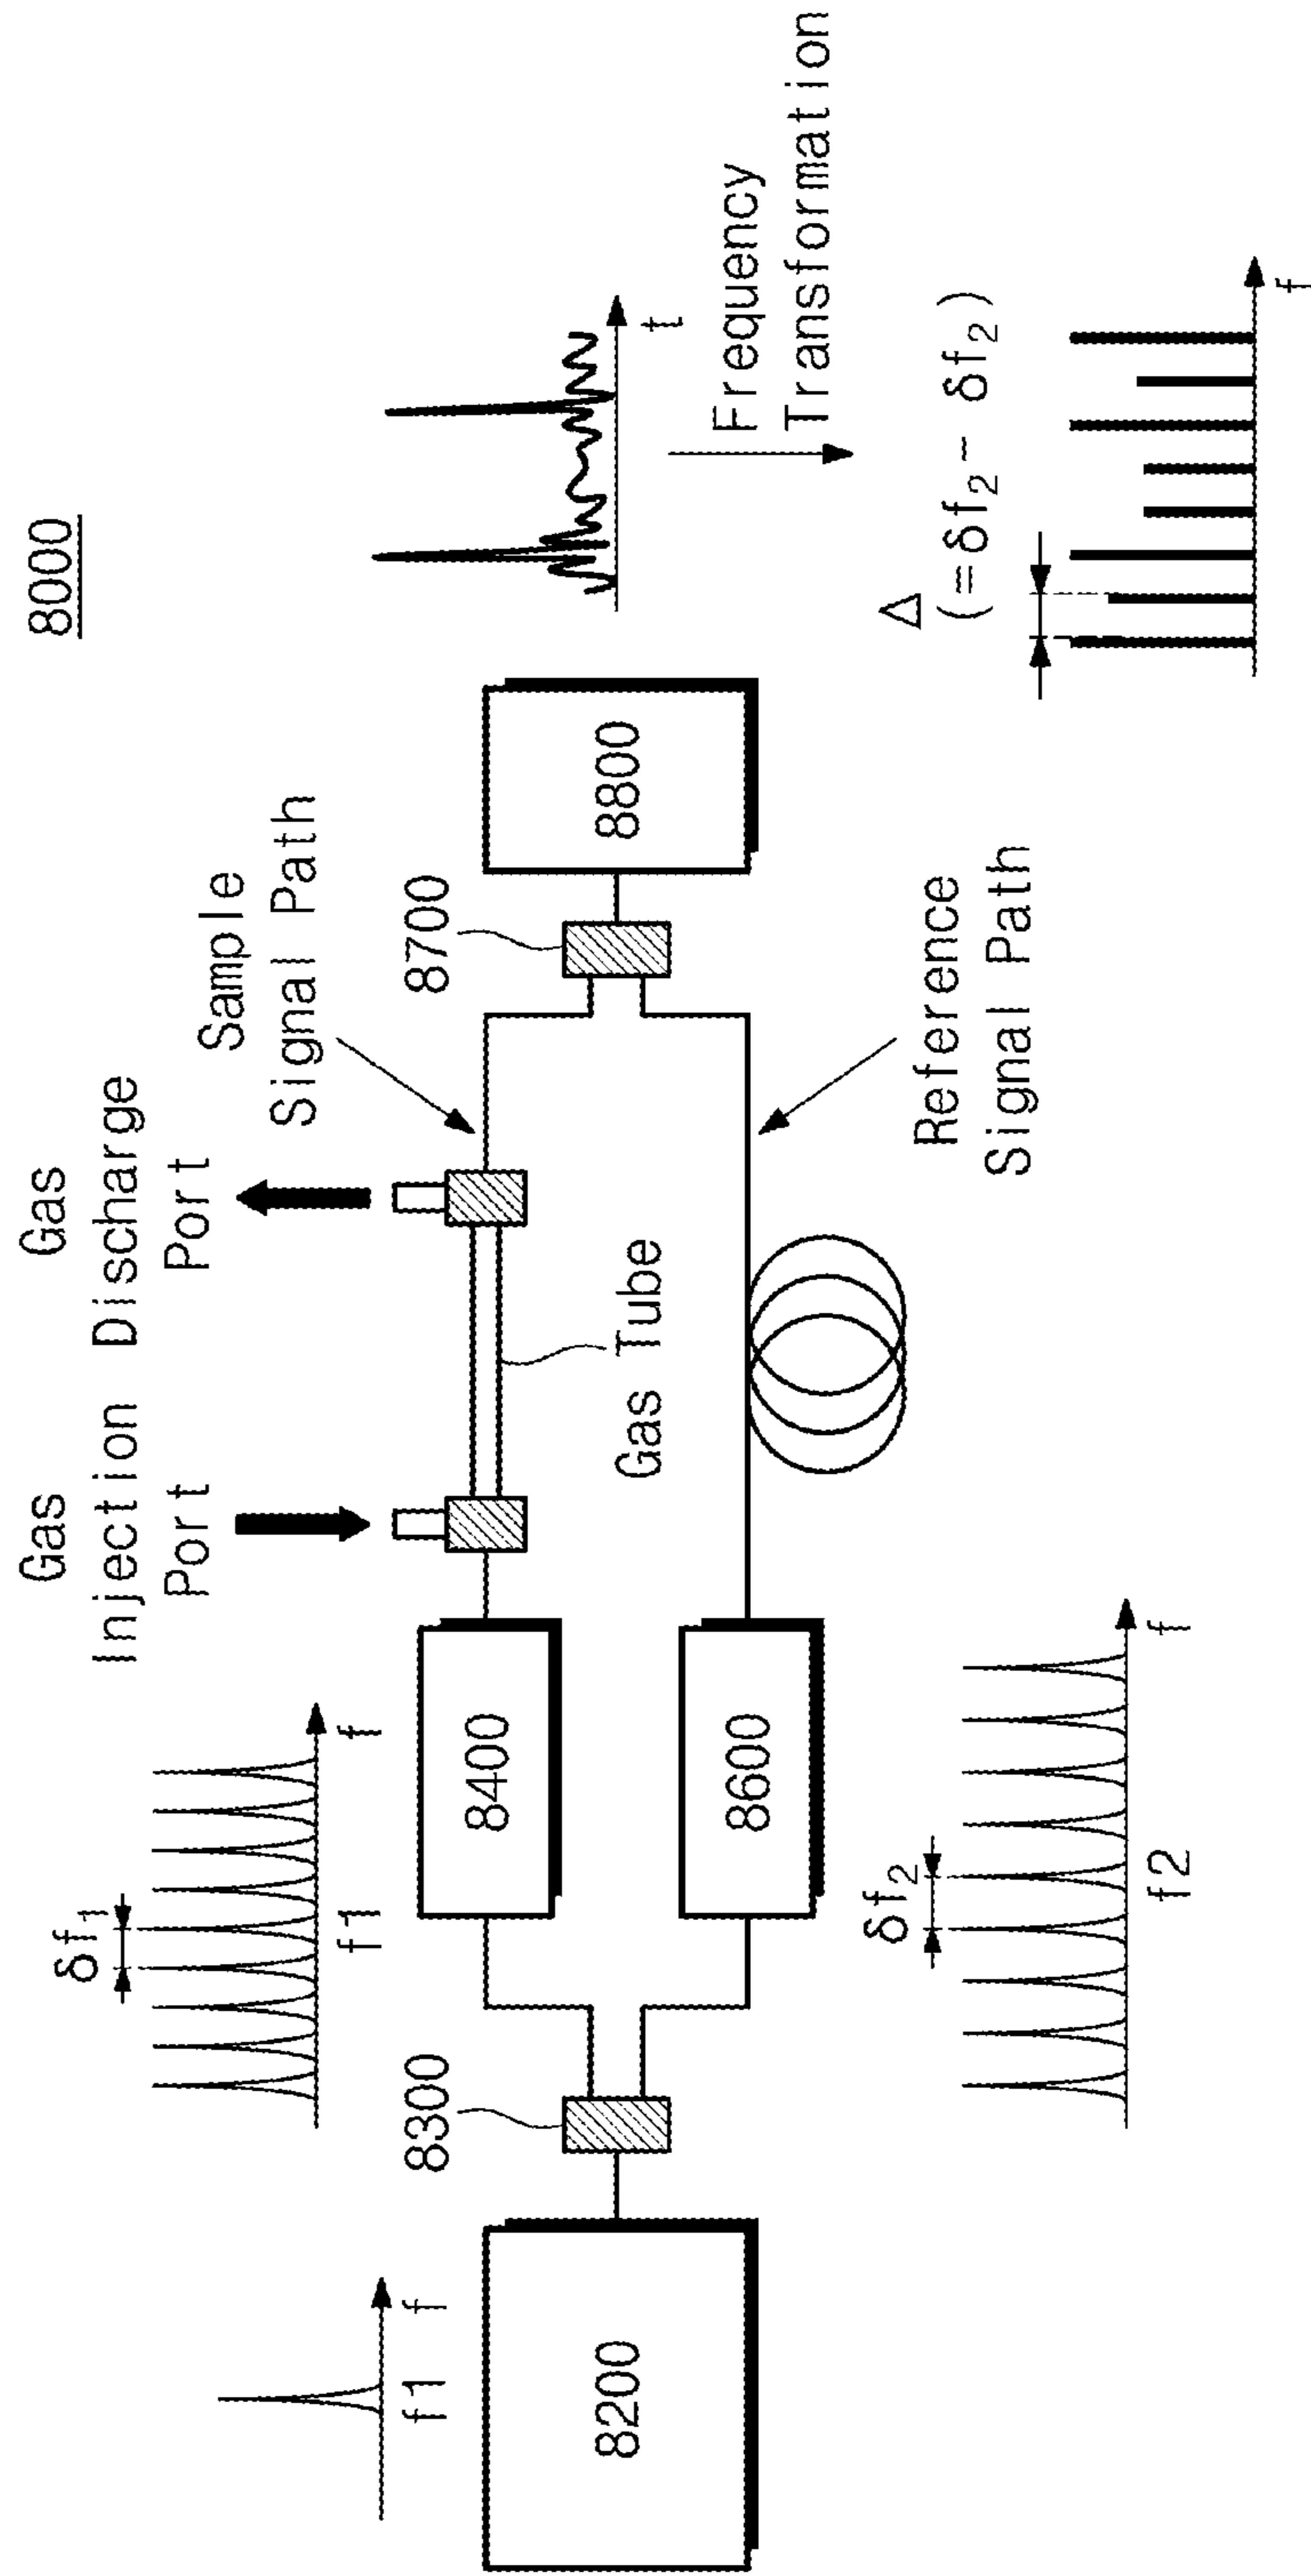 8000
Gas
Injection
Port
Gas
Discharge
Port
Sample
Signal Path
δf₁
f1
f
f1
f
8300
8400
8700
8200
8600
8800
Gas Tube
Reference
Signal Path
δf₂
f2
f
t
Frequency
Transformation
Δ
(=δf₂- δf₂)
f